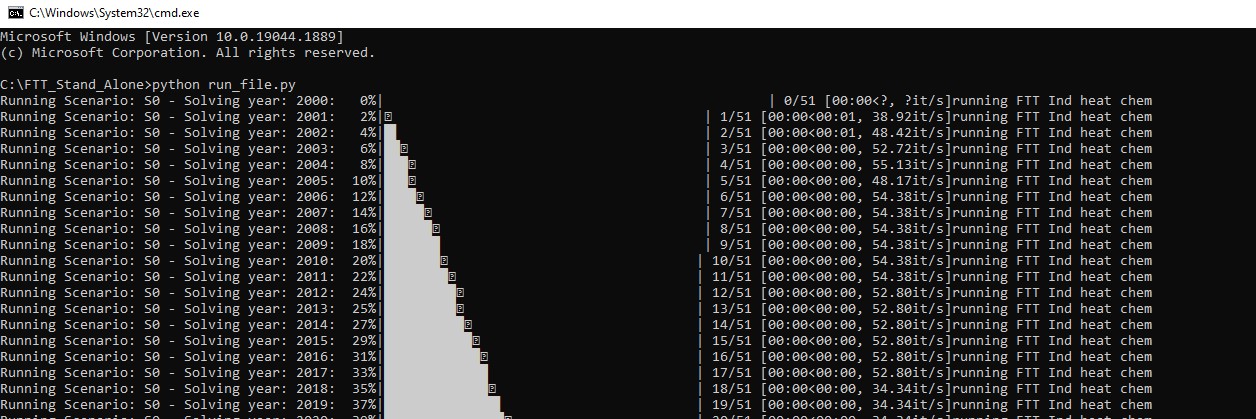 C:\Windows\System32\cmd.exe
Microsoft Windows [Version 10.0.19044.1889]
(c) Microsoft Corporation. All rights reserved.
C:\FTT_Stand_Alone>python run_file.py
Running Scenario: S0 - Solving year: 2000:   0%| | 0/51 [00:00<?, ?it/s]running FTT Ind heat chem
Running Scenario: S0 - Solving year: 2001:   2%| | 1/51 [00:00<00:01, 38.92it/s]running FTT Ind heat chem
Running Scenario: S0 - Solving year: 2002:   4%| | 2/51 [00:00<00:01, 48.42it/s]running FTT Ind heat chem
Running Scenario: S0 - Solving year: 2003:   6%| | 3/51 [00:00<00:00, 52.72it/s]running FTT Ind heat chem
Running Scenario: S0 - Solving year: 2004:   8%| | 4/51 [00:00<00:00, 55.13it/s]running FTT Ind heat chem
Running Scenario: S0 - Solving year: 2005:  10%| | 5/51 [00:00<00:00, 48.17it/s]running FTT Ind heat chem
Running Scenario: S0 - Solving year: 2006:  12%| | 6/51 [00:00<00:00, 54.38it/s]running FTT Ind heat chem
Running Scenario: S0 - Solving year: 2007:  14%| | 7/51 [00:00<00:00, 54.38it/s]running FTT Ind heat chem
Running Scenario: S0 - Solving year: 2008:  16%| | 8/51 [00:00<00:00, 54.38it/s]running FTT Ind heat chem
Running Scenario: S0 - Solving year: 2009:  18%| | 9/51 [00:00<00:00, 54.38it/s]running FTT Ind heat chem
Running Scenario: S0 - Solving year: 2010:  20%| | 10/51 [00:00<00:00, 54.38it/s]running FTT Ind heat chem
Running Scenario: S0 - Solving year: 2011:  22%| | 11/51 [00:00<00:00, 54.38it/s]running FTT Ind heat chem
Running Scenario: S0 - Solving year: 2012:  24%| | 12/51 [00:00<00:00, 52.80it/s]running FTT Ind heat chem
Running Scenario: S0 - Solving year: 2013:  25%| | 13/51 [00:00<00:00, 52.80it/s]running FTT Ind heat chem
Running Scenario: S0 - Solving year: 2014:  27%| | 14/51 [00:00<00:00, 52.80it/s]running FTT Ind heat chem
Running Scenario: S0 - Solving year: 2015:  29%| | 15/51 [00:00<00:00, 52.80it/s]running FTT Ind heat chem
Running Scenario: S0 - Solving year: 2016:  31%| | 16/51 [00:00<00:00, 52.80it/s]running FTT Ind heat chem
Running Scenario: S0 - Solving year: 2017:  33%| | 17/51 [00:00<00:00, 52.80it/s]running FTT Ind heat chem
Running Scenario: S0 - Solving year: 2018:  35%| | 18/51 [00:00<00:00, 34.34it/s]running FTT Ind heat chem
Running Scenario: S0 - Solving year: 2019:  37%| | 19/51 [00:00<00:00, 34.34it/s]running FTT Ind heat chem